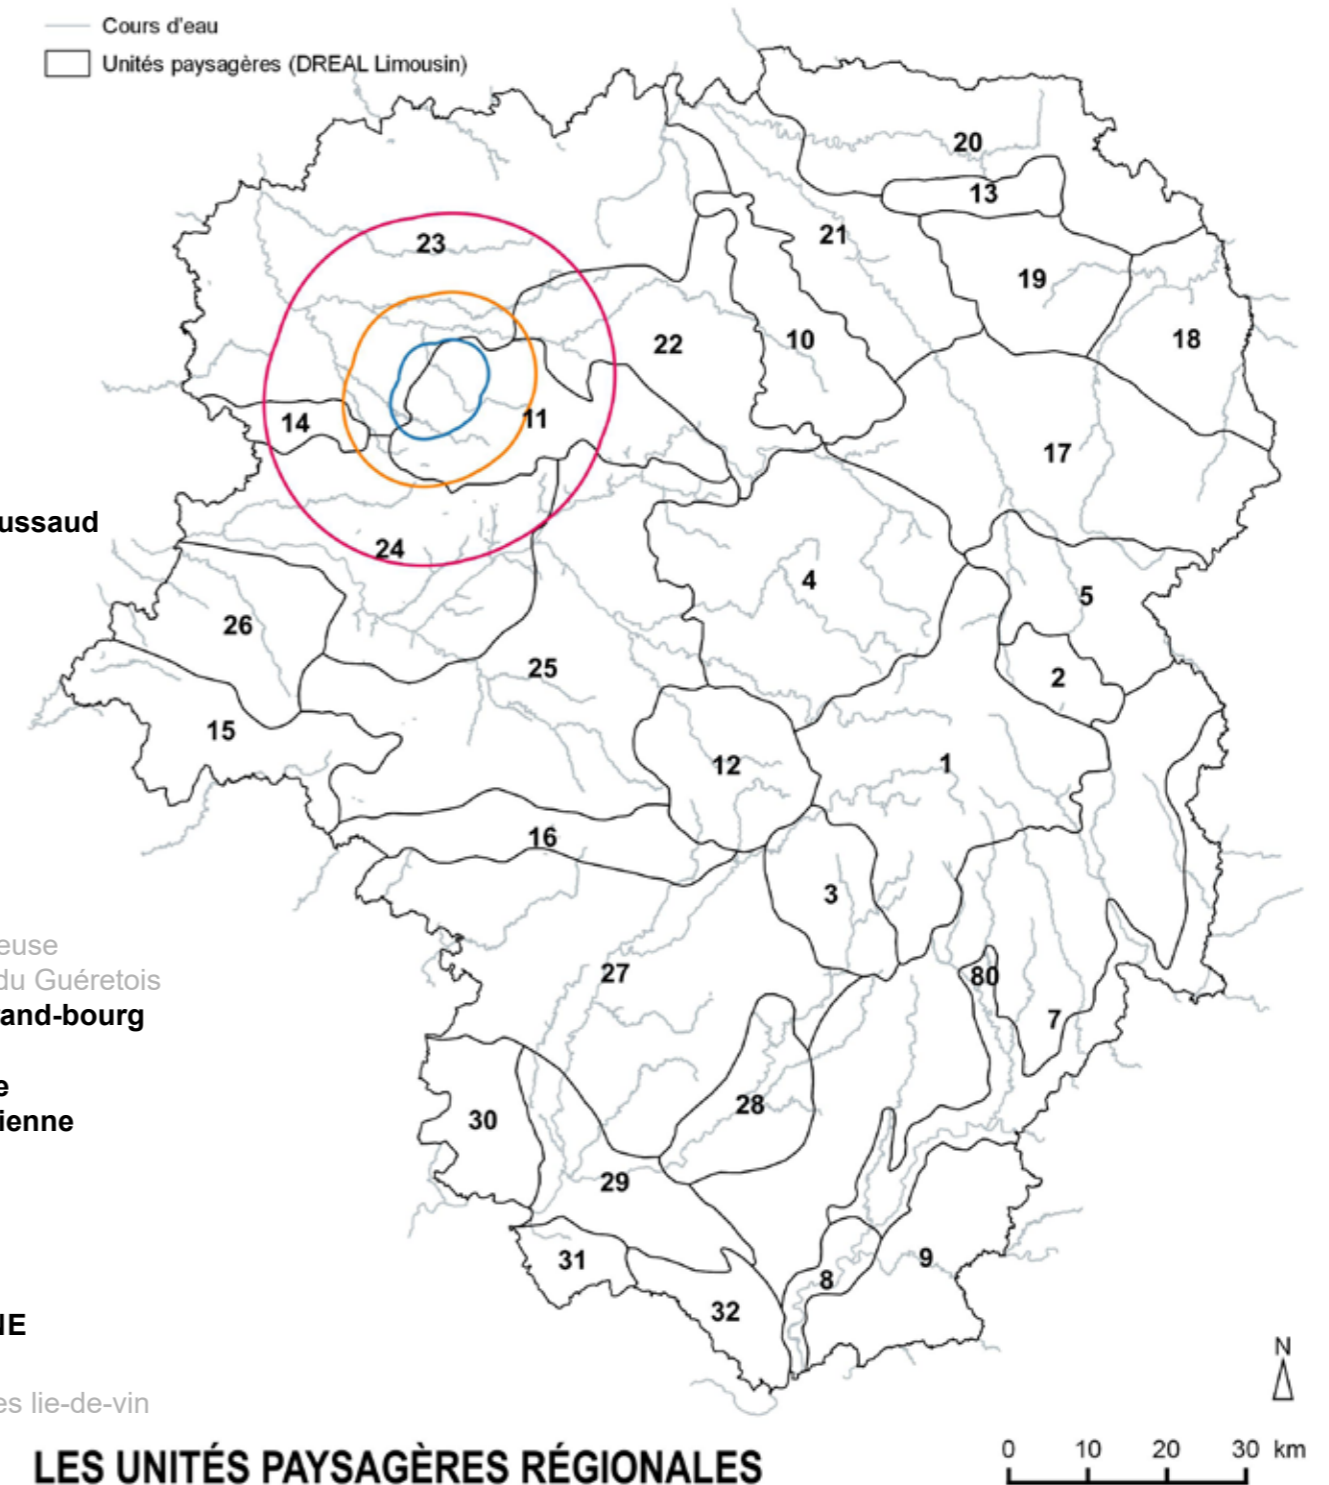 Cours d'eau
Unités paysagères (DREAL Limousin)
20
13
21
23
19
18
22
10
14
11
17
ussaud
24
4
5
26
2
25
15
12
1
16
3
euse
27
du Guéretois
80
and-bourg
7
e
28
ienne
30
29
9
31
8
32
NE
N
es lie-de-vin
LES UNITÉS PAYSAGÈRES RÉGIONALES
0 10 20 30 km